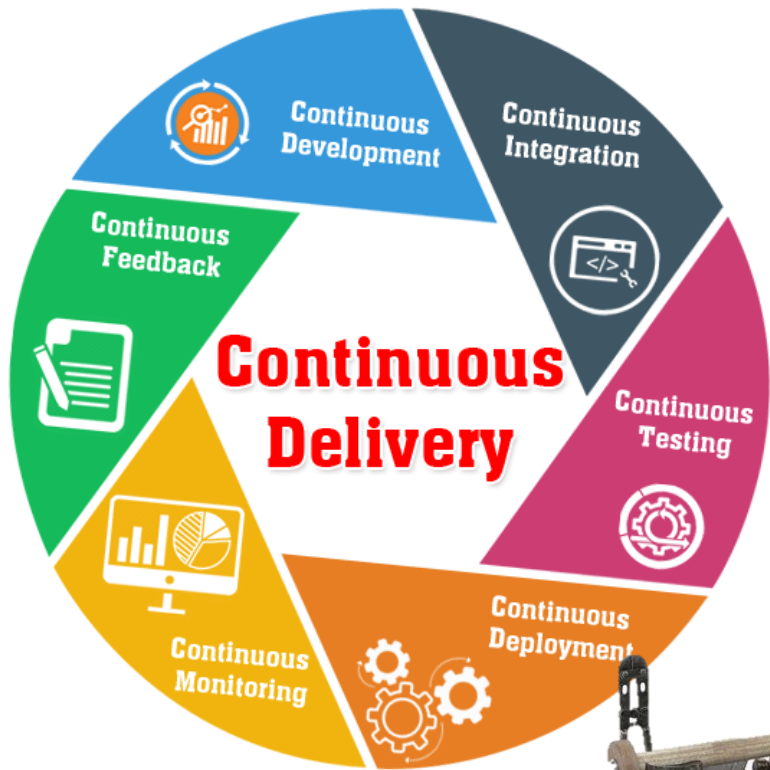 Continuous
Development
Continuous
Integration
Continuous
Feedback
Continuous
Delivery
Continuous
Testing
</>
Continuous
Deployment
Continuous
Monitoring